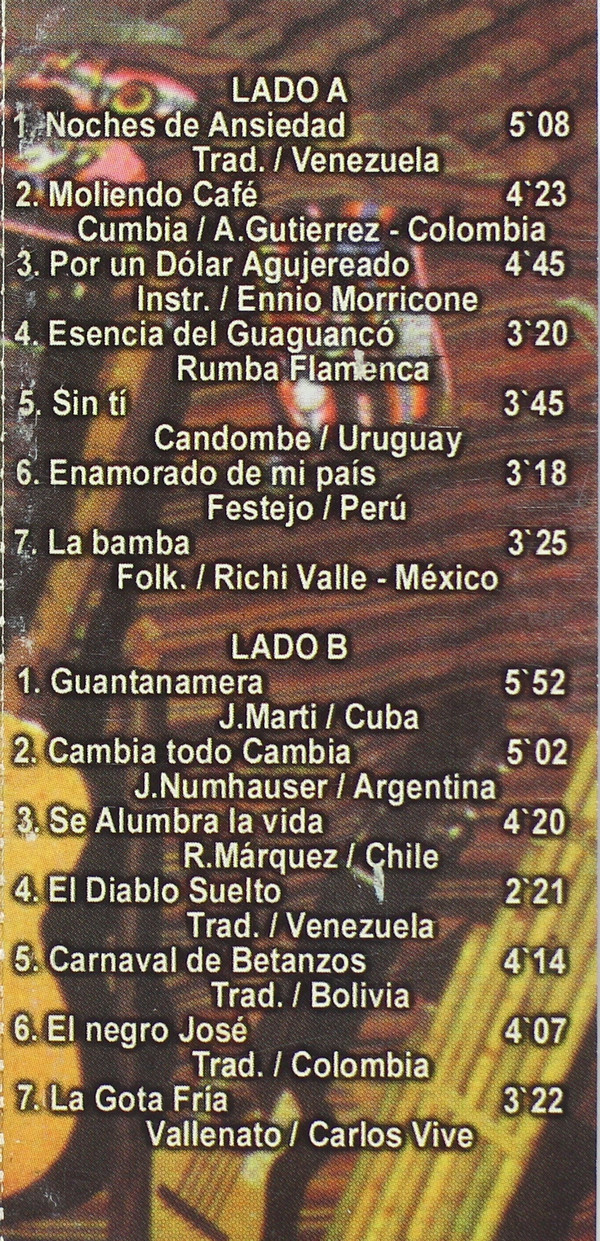 LADO A
1. Noches de Ansiedad 5`08
Trad. / Venezuela
2. Moliendo Café 4`23
Cumbia / A.Gutierrez - Colombia
3. Por un Dólar Agujereado 4`45
Instr. / Ennio Morricone
4. Esencia del Guaguancó 3`20
Rumba Flamenca
5. Sin tí 3`45
Candombe / Uruguay
6. Enamorado de mi país 3`18
Festejo / Perú
7. La bamba 3`25
Folk. / Richi Valle - México
LADO B
1. Guantanamera 5`52
J.Marti / Cuba
2. Cambia todo Cambia 5`02
J.Numhauser / Argentina
3. Se Alumbra la vida 4`20
R.Márquez / Chile
4. El Diablo Suelto 2`21
Trad. / Venezuela
5. Carnaval de Betanzos 4`14
Trad. / Bolivia
6. El negro José 4`07
Trad. / Colombia
7. La Gota Fría 3`22
Vallenato / Carlos Vive